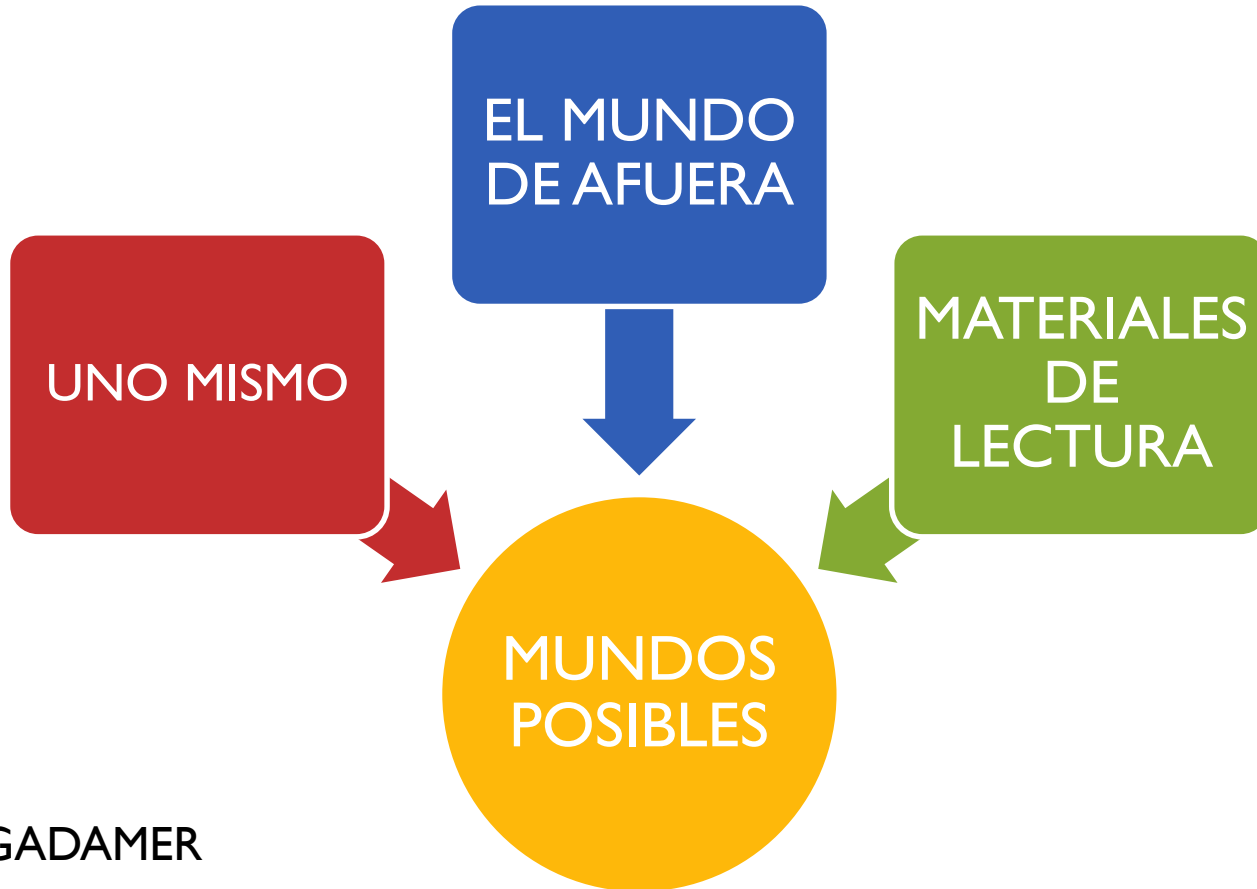 EL MUNDO
DE AFUERA
UNO MISMO
MATERIALES
DE
LECTURA
MUNDOS
POSIBLES
GADAMER